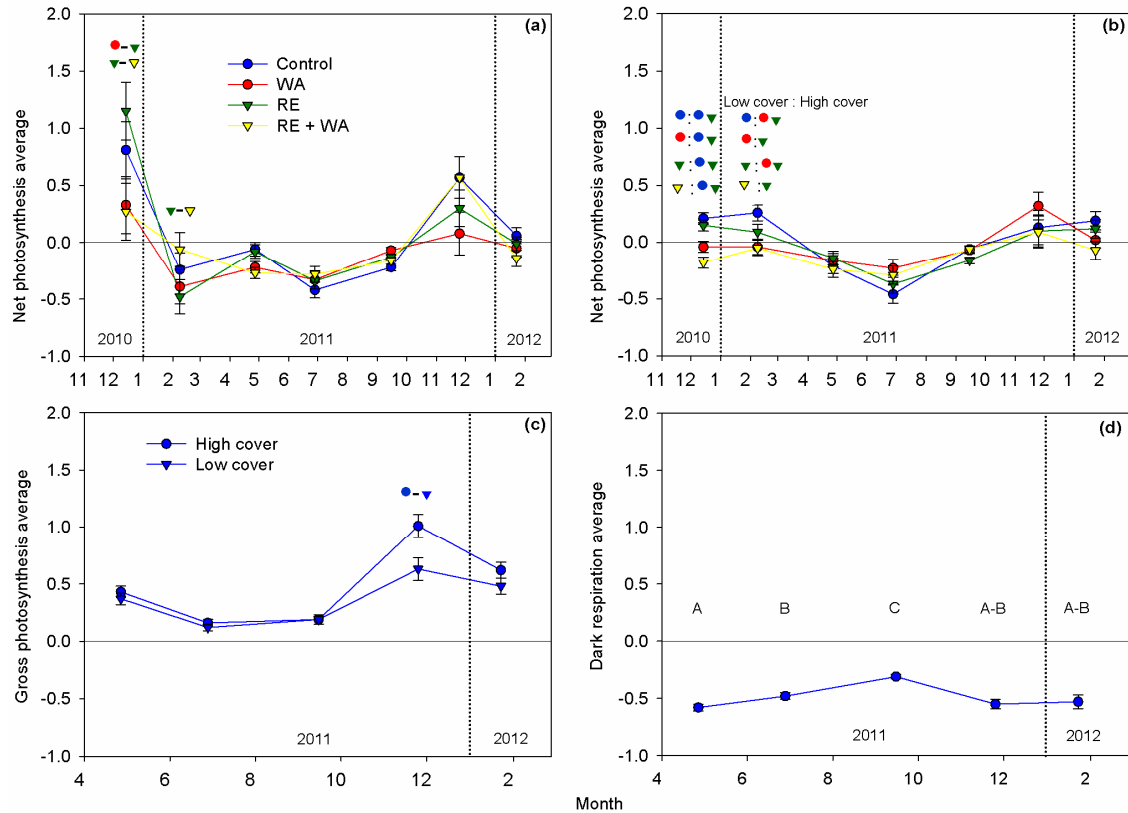 (a)
2.0
1.5
1.0
0.5
0.0
-0.5
-1.0
Net photosynthesis average
Control
WA
RE
RE + WA
2010
2011
2012
11 12 1 2 3 4 5 6 7 8 9 10 11 12 1 2
(b)
2.0
1.5
1.0
0.5
0.0
-0.5
-1.0
Net photosynthesis average
Low cover : High cover
2010
2011
2012
11 12 1 2 3 4 5 6 7 8 9 10 11 12 1 2
(c)
2.0
1.5
1.0
0.5
0.0
-0.5
-1.0
Gross photosynthesis average
High cover
Low cover
2011
2012
4 6 8 10 12 2
(d)
2.0
1.5
1.0
0.5
0.0
-0.5
-1.0
Dark respiration average
A B C A-B A-B
2011
2012
4 6 8 10 12 2
Month